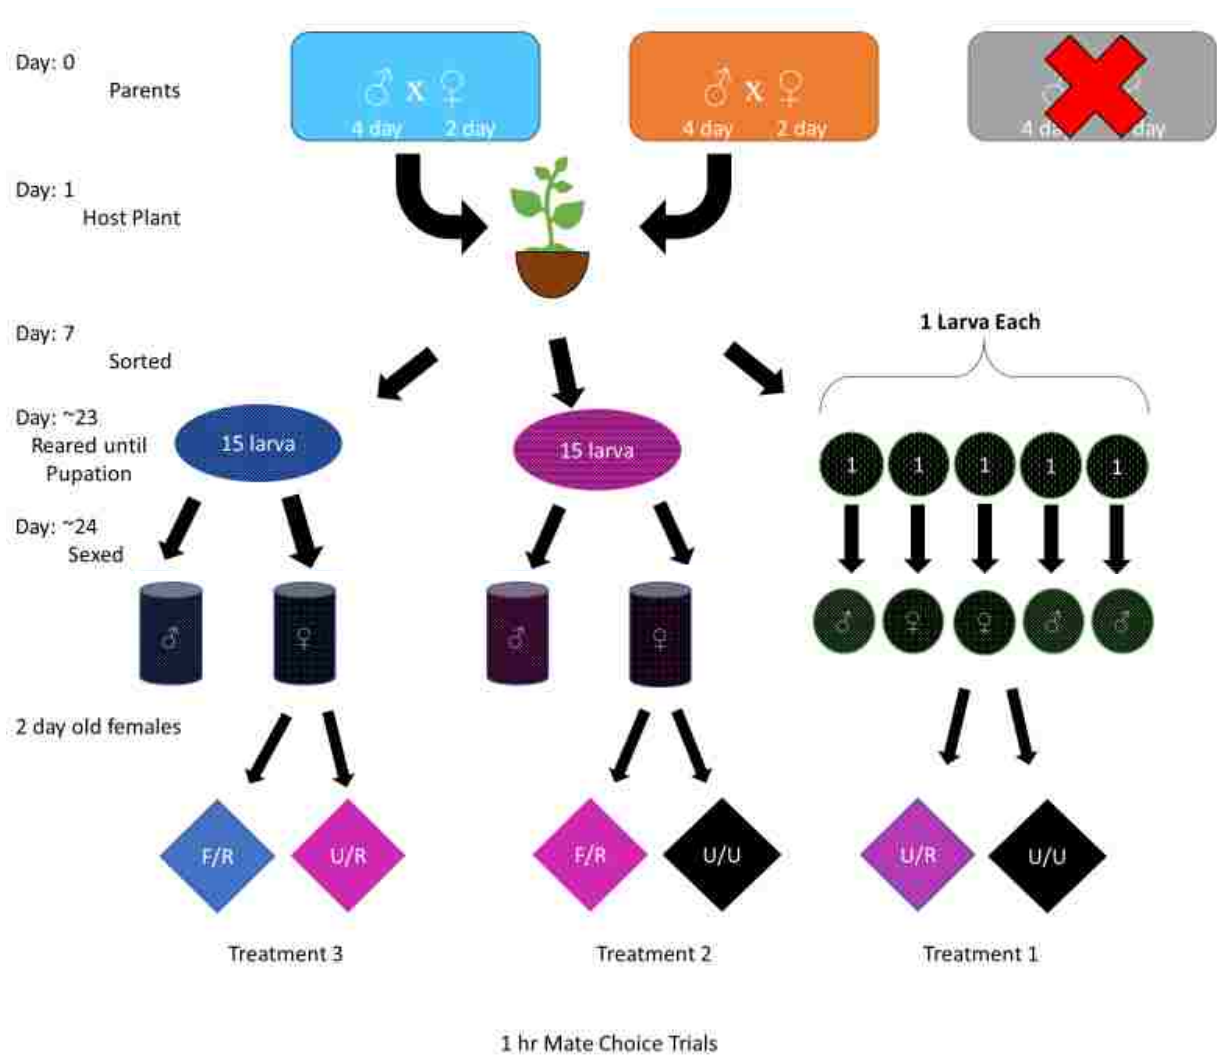 Day: 0
Parents
♂ X ♀
4 day 2 day
♂ X ♀
4 day 2 day
4 day
Day: 1
Host Plant
Day: 7
Sorted
1 Larva Each
Day: ~23
Reared until
Pupation
15 larva
15 larva
1 1 1 1 1
Day: ~24
Sexed
♂ ♀ ♂ ♀ ♂ ♀ ♀ ♂ ♂
2 day old females
F/R U/R F/R U/U U/R U/U
Treatment 3 Treatment 2 Treatment 1
1 hr Mate Choice Trials